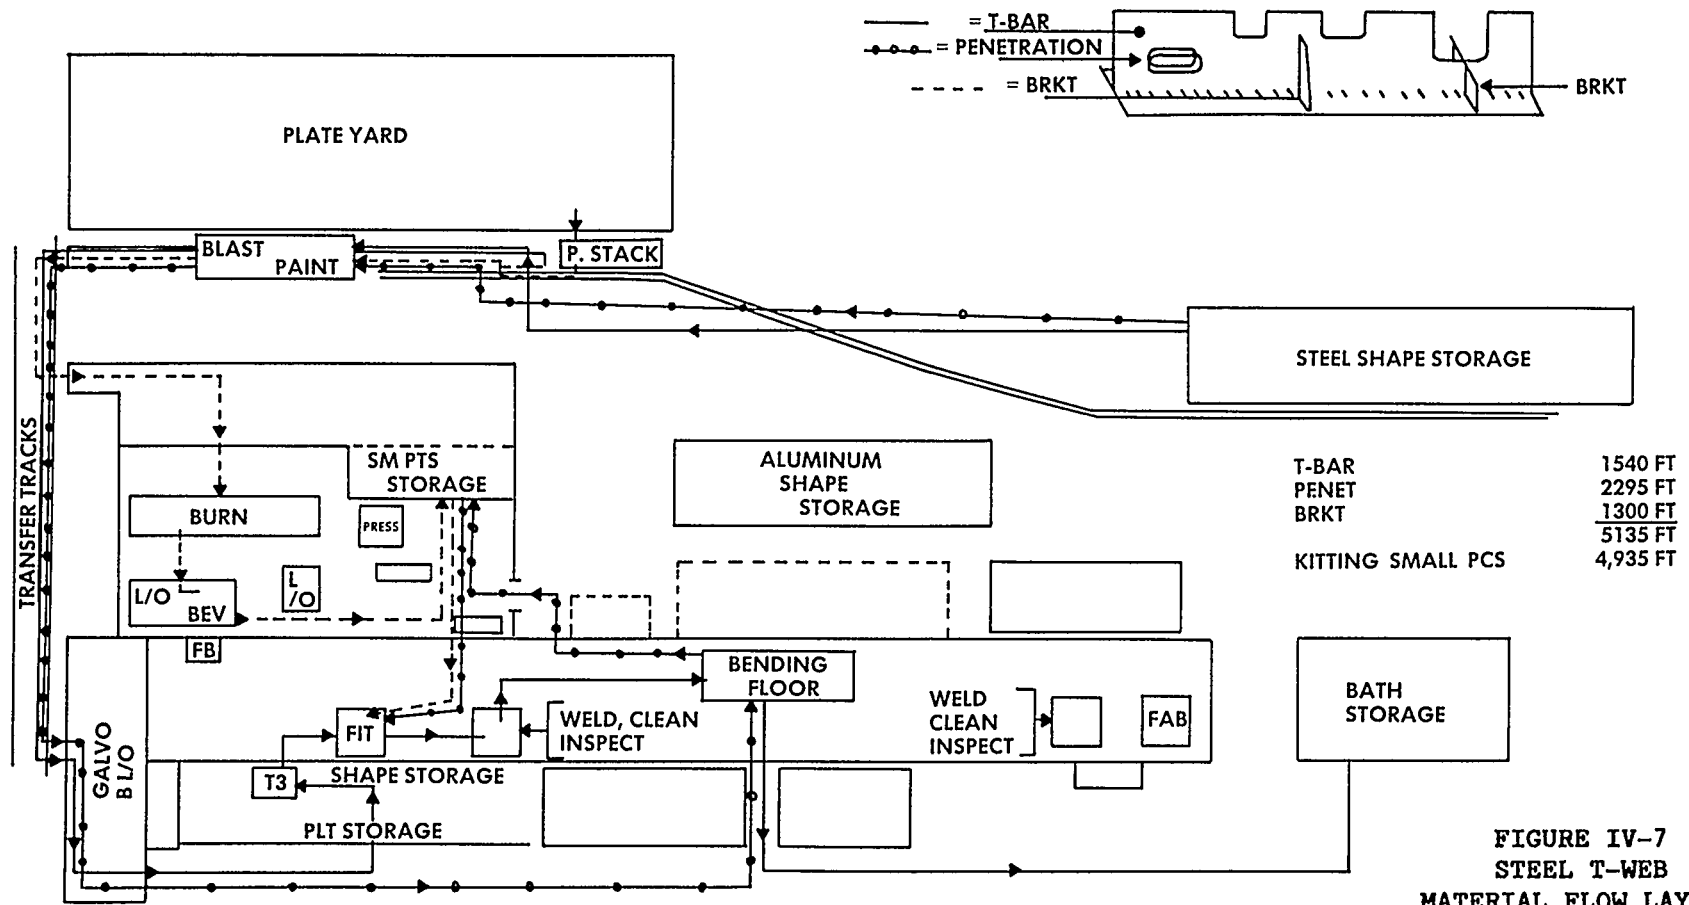 = T-BAR
= PENETRATION
= BRKT
BRKT
PLATE YARD
BLAST
PAINT
P. STACK
STEEL SHAPE STORAGE
TRANSFER TRACKS
SM PTS
STORAGE
ALUMINUM
SHAPE
STORAGE
T-BAR 1540 FT
PENET 2295 FT
BRKT 1300 FT
5135 FT
KITTING SMALL PCS 4,935 FT
BURN
PRESS
L/O
BEV
L
/O
FB
BENDING
FLOOR
BATH
STORAGE
WELD
CLEAN
INSPECT
FAB
FIT
WELD, CLEAN
INSPECT
GALVO
B L/O
T3
SHAPE STORAGE
PLT STORAGE
FIGURE IV-7
STEEL T-WEB
MATERIAL FLOW LAY